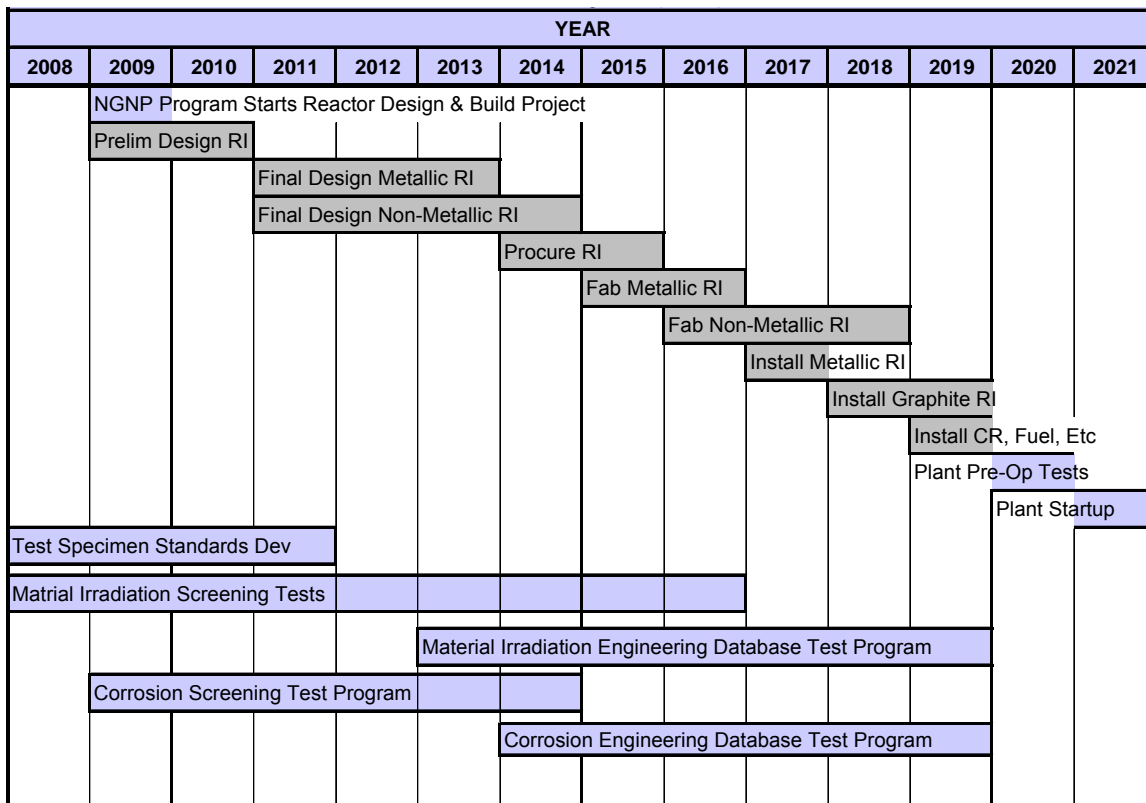 YEAR
2008 2009 2010 2011 2012 2013 2014 2015 2016 2017 2018 2019 2020 2021
NGNP Program Starts Reactor Design & Build Project
Prelim Design RI
Final Design Metallic RI
Final Design Non-Metallic RI
Procure RI
Fab Metallic RI
Fab Non-Metallic RI
Install Metallic RI
Install Graphite RI
Install CR, Fuel, Etc
Plant Pre-Op Tests
Plant Startup
Test Specimen Standards Dev
Matrial Irradiation Screening Tests
Material Irradiation Engineering Database Test Program
Corrosion Screening Test Program
Corrosion Engineering Database Test Program